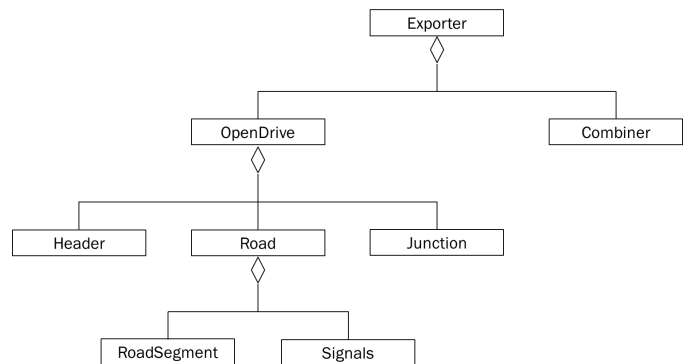 Exporter
OpenDrive
Combiner
Header
Road
Junction
RoadSegment
Signals